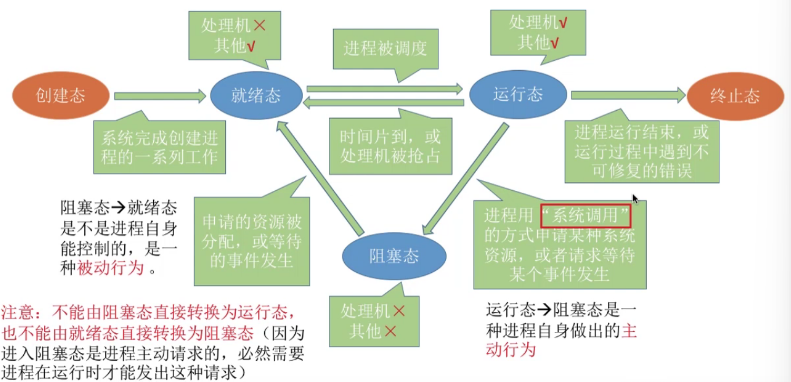 处理机×
其他√
处理机√
其他√
进程被调度
创建态
就绪态
运行态
终止态
系统完成创建进
程的一系列工作
时间片到，或
处理机被抢占
进程运行结束，或
运行过程中遇到不
可修复的错误
阻塞态→就绪态
是不是进程自身
能控制的，是一
种被动行为。
申请的资源被
分配，或等待
的事件发生
阻塞态
进程用“系统调用”
的方式申请某种系统
资源，或者请求等待
某个事件发生
处理机×
其他×
运行态→阻塞态是一
种进程自身做出的主
动行为
注意：不能由阻塞态直接转换为运行态，
也不能由就绪态直接转换为阻塞态（因为
进入阻塞态是进程主动请求的，必然需要
进程在运行时才能发出这种请求）